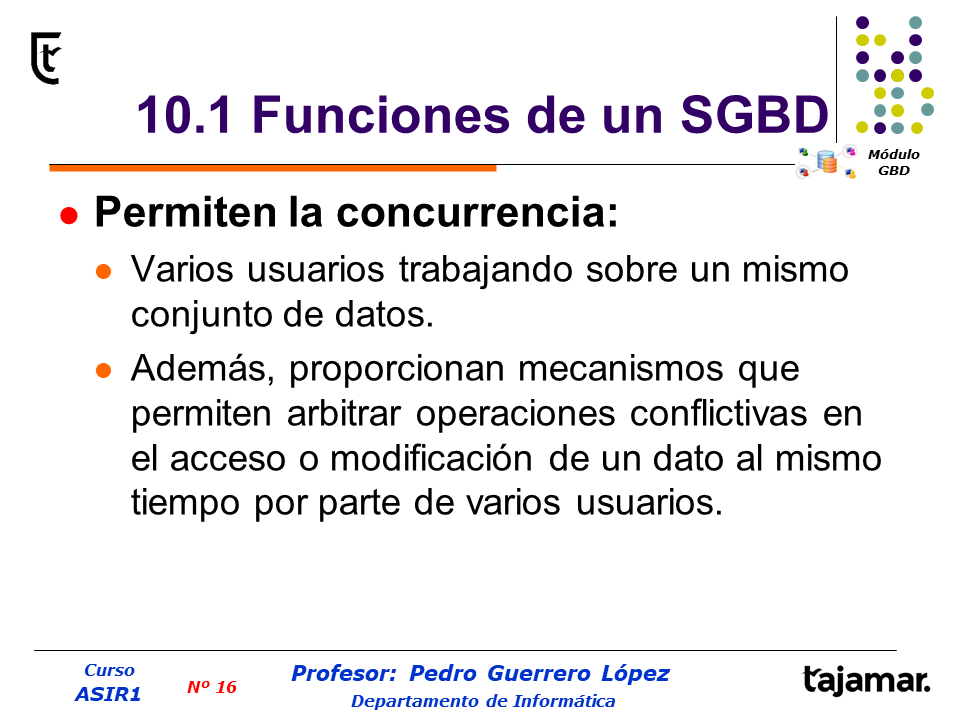 t
10.1 Funciones de un SGBD
Módulo
GBD
Permiten la concurrencia:
Varios usuarios trabajando sobre un mismo
conjunto de datos.
Además, proporcionan mecanismos que
permiten arbitrar operaciones conflictivas en
el acceso o modificación de un dato al mismo
tiempo por parte de varios usuarios.
Curso
ASIR1
Nº 16
Profesor: Pedro Guerrero López
Departamento de Informática
tajamar.